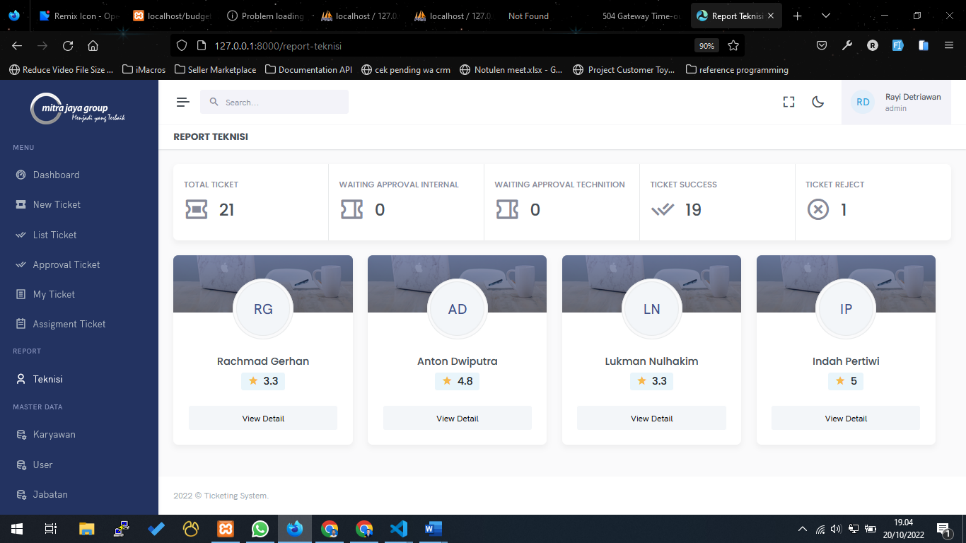 Remix Icon - Ope
localhost/budget
Problem loading
localhost / 127.0
localhost / 127.0
Not Found
504 Gateway Time-o
Report Teknisi
127.0.0.1:8000/report-teknisi
90%
Reduce Video File Size ...
iMacros
Seller Marketplace
Documentation API
cek pending wa crm
Notulen meet.xlsx - G...
Project Customer Toy...
reference programming
mitra jaya group
Menjadi yang Terbaik
Search...
RD
Rayi Detriawan
admin
MENU
Dashboard
New Ticket
List Ticket
Approval Ticket
My Ticket
Assigment Ticket
REPORT
Teknisi
MASTER DATA
Karyawan
User
Jabatan
REPORT TEKNISI
TOTAL TICKET
21
WAITING APPROVAL INTERNAL
0
WAITING APPROVAL TECHNITION
0
TICKET SUCCESS
19
TICKET REJECT
1
RG
Rachmad Gerhan
3.3
View Detail
AD
Anton Dwiputra
4.8
View Detail
LN
Lukman Nulhakim
3.3
View Detail
IP
Indah Pertiwi
5
View Detail
2022 © Ticketing System.
19.04
20/10/2022
1